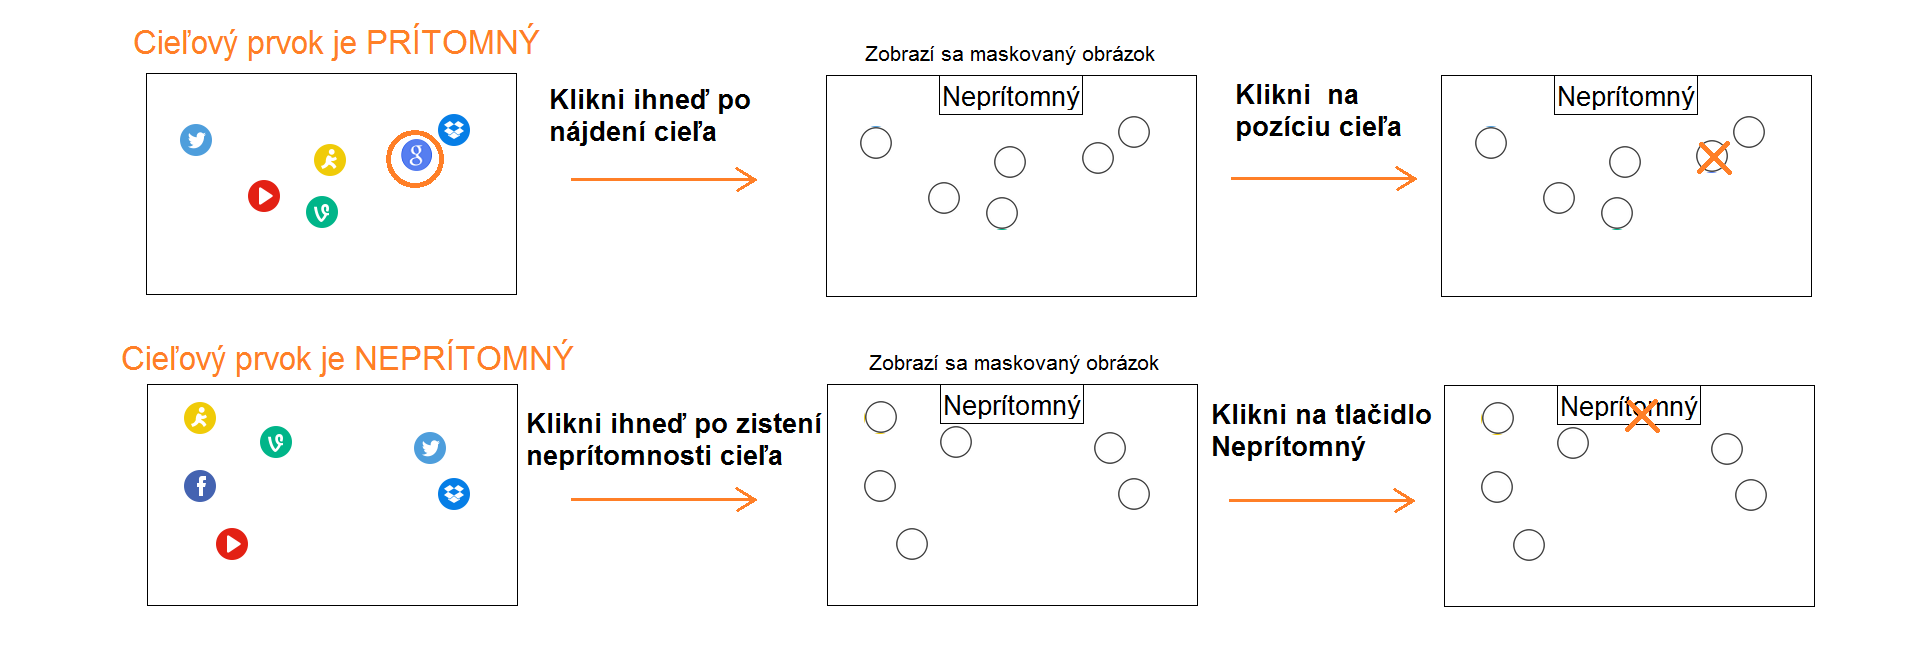 Cieľový prvok je PRÍTOMNÝ
Zobrazí sa maskovaný obrázok
Klikni ihneď po
nájdení cieľa
Neprítomný
Klikni na
pozíciu cieľa
Neprítomný
g
Cieľový prvok je NEPRÍTOMNÝ
Zobrazí sa maskovaný obrázok
Klikni ihneď po zistení
neprítomnosti cieľa
Neprítomný
Klikni na tlačidlo
Neprítomný
Neprítomný
f